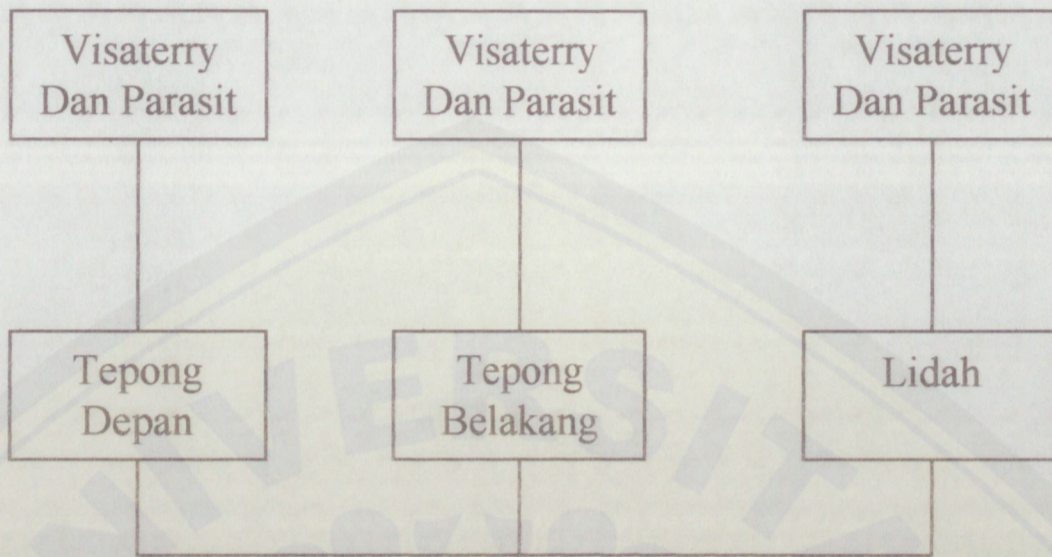 Visaterry
Dan Parasit
Visaterry
Dan Parasit
Visaterry
Dan Parasit
Tepong
Depan
Tepong
Belakang
Lidah